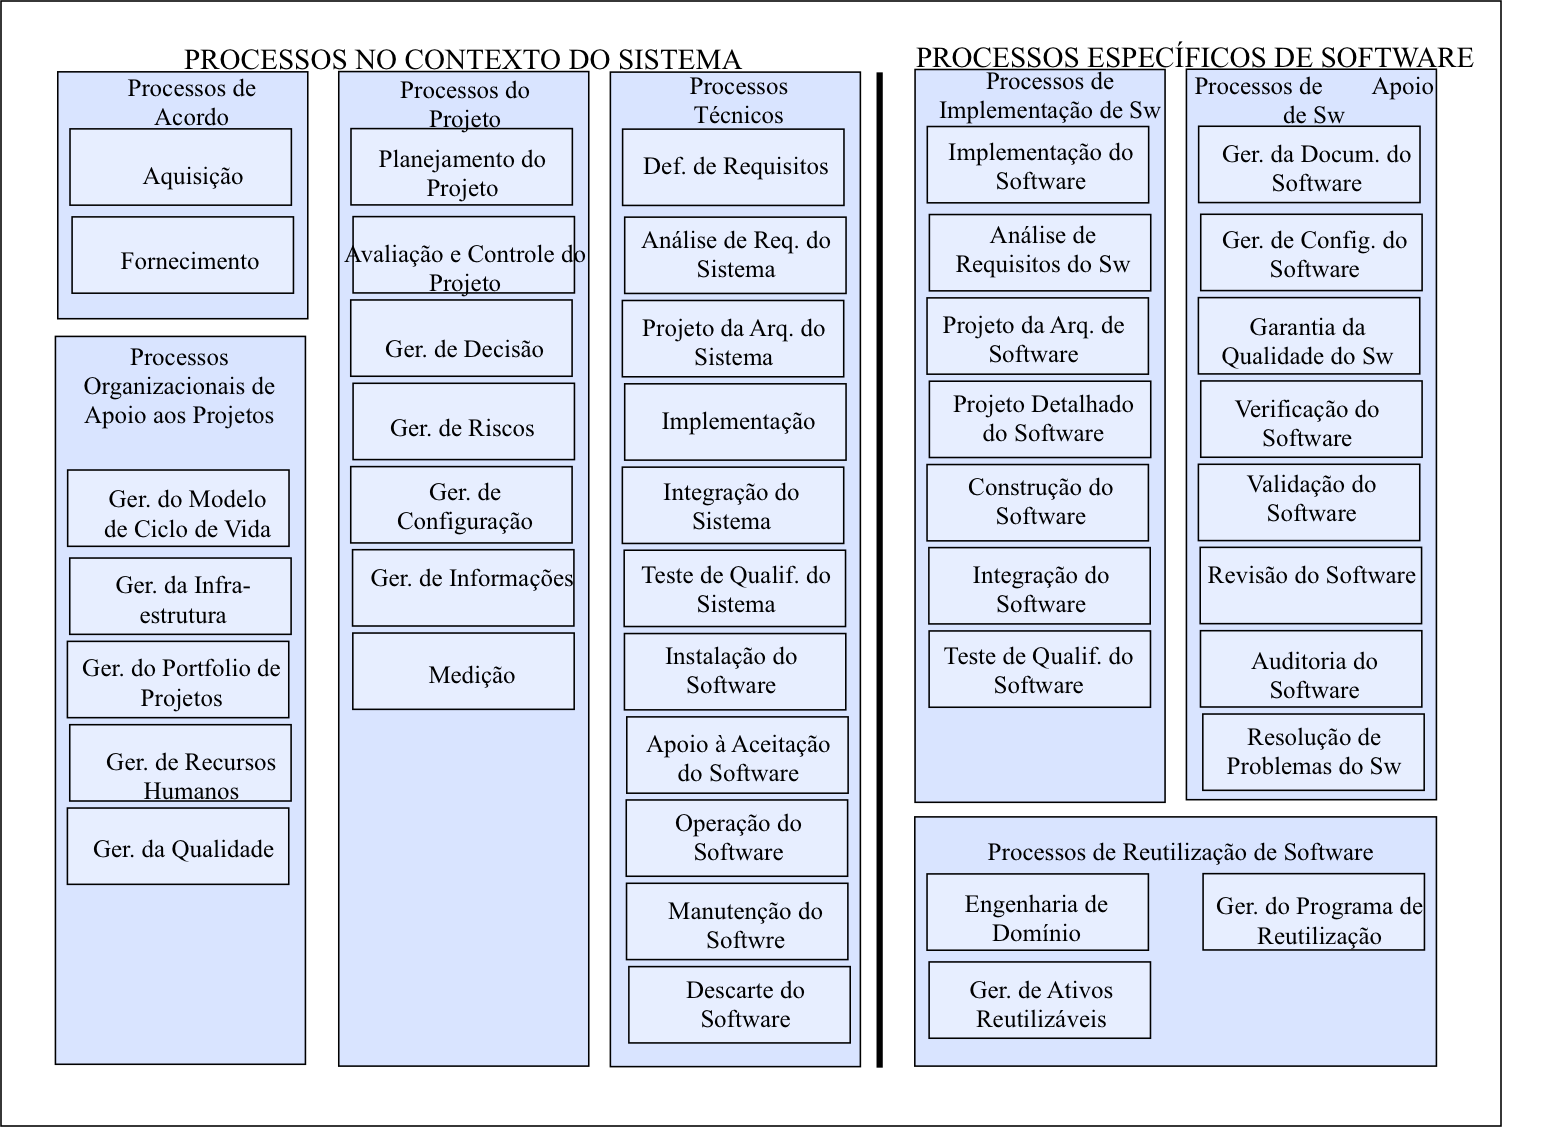 PROCESSOS NO CONTEXTO DO SISTEMA
Processos de
Acordo
Aquisição
Fornecimento
Processos
Organizacionais de
Apoio aos Projetos
Ger. do Modelo
de Ciclo de Vida
Ger. da Infra-
estrutura
Ger. do Portfolio de
Projetos
Ger. de Recursos
Humanos
Ger. da Qualidade
Processos do
Projeto
Planejamento do
Projeto
Avaliação e Controle do
Projeto
Ger. de Decisão
Ger. de Riscos
Ger. de
Configuração
Ger. de Informações
Medição
Processos
Técnicos
Def. de Requisitos
Análise de Req. do
Sistema
Projeto da Arq. do
Sistema
Implementação
Integração do
Sistema
Teste de Qualif. do
Sistema
Instalação do
Software
Apoio à Aceitação
do Software
Operação do
Software
Manutenção do
Softwre
Descarte do
Software
PROCESSOS ESPECÍFICOS DE SOFTWARE
Processos de
Implementação de Sw
Implementação do
Software
Análise de
Requisitos do Sw
Projeto da Arq. de
Software
Projeto Detalhado
do Software
Construção do
Software
Integração do
Software
Teste de Qualif. do
Software
Processos de Apoio
de Sw
Ger. da Docum. do
Software
Ger. de Config. do
Software
Garantia da
Qualidade do Sw
Verificação do
Software
Validação do
Software
Revisão do Software
Auditoria do
Software
Resolução de
Problemas do Sw
Processos de Reutilização de Software
Engenharia de
Domínio
Ger. do Programa de
Reutilização
Ger. de Ativos
Reutilizáveis